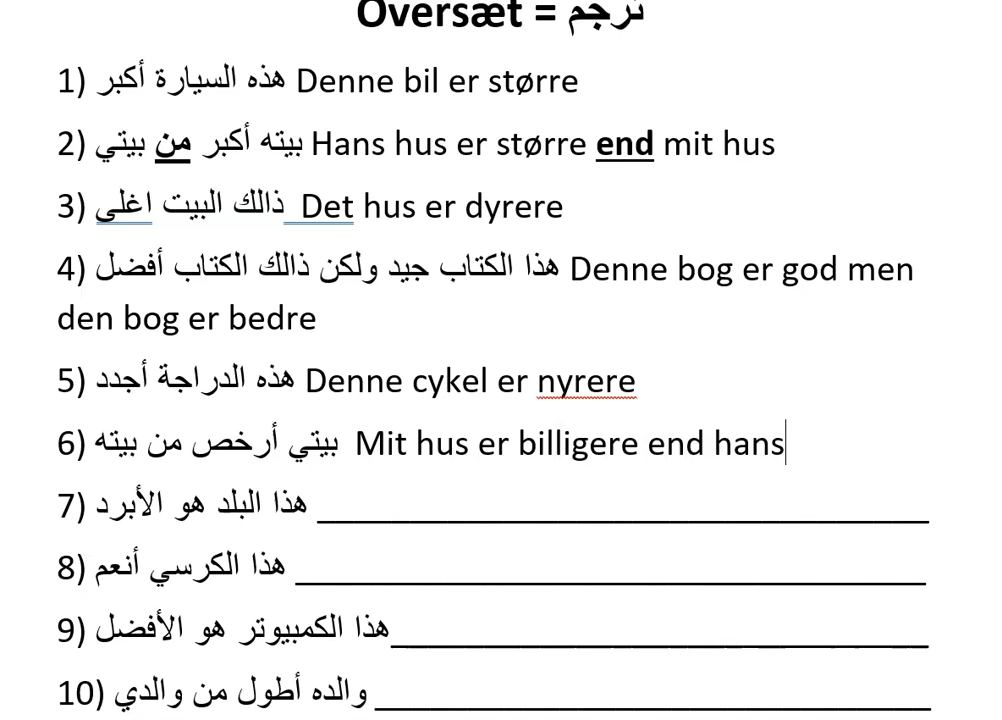 Oversæt = ترجم
1) هذه السيارة أكبر Denne bil er større
2) بيته أكبر من بيتي Hans hus er større end mit hus
3) ذالك البيت اغلى Det hus er dyrere
4) هذا الكتاب جيد ولكن ذالك الكتاب أفضل Denne bog er god men
den bog er bedre
5) هذه الدراجة أجدد Denne cykel er nyrere
6) بيتي أرخص من بيته Mit hus er billigere end hans
7) هذا البلد هو الأبرد
8) هذا الكرسي أنعم
9) هذا الكمبيوتر هو الأفضل
10) والده أطول من والدي